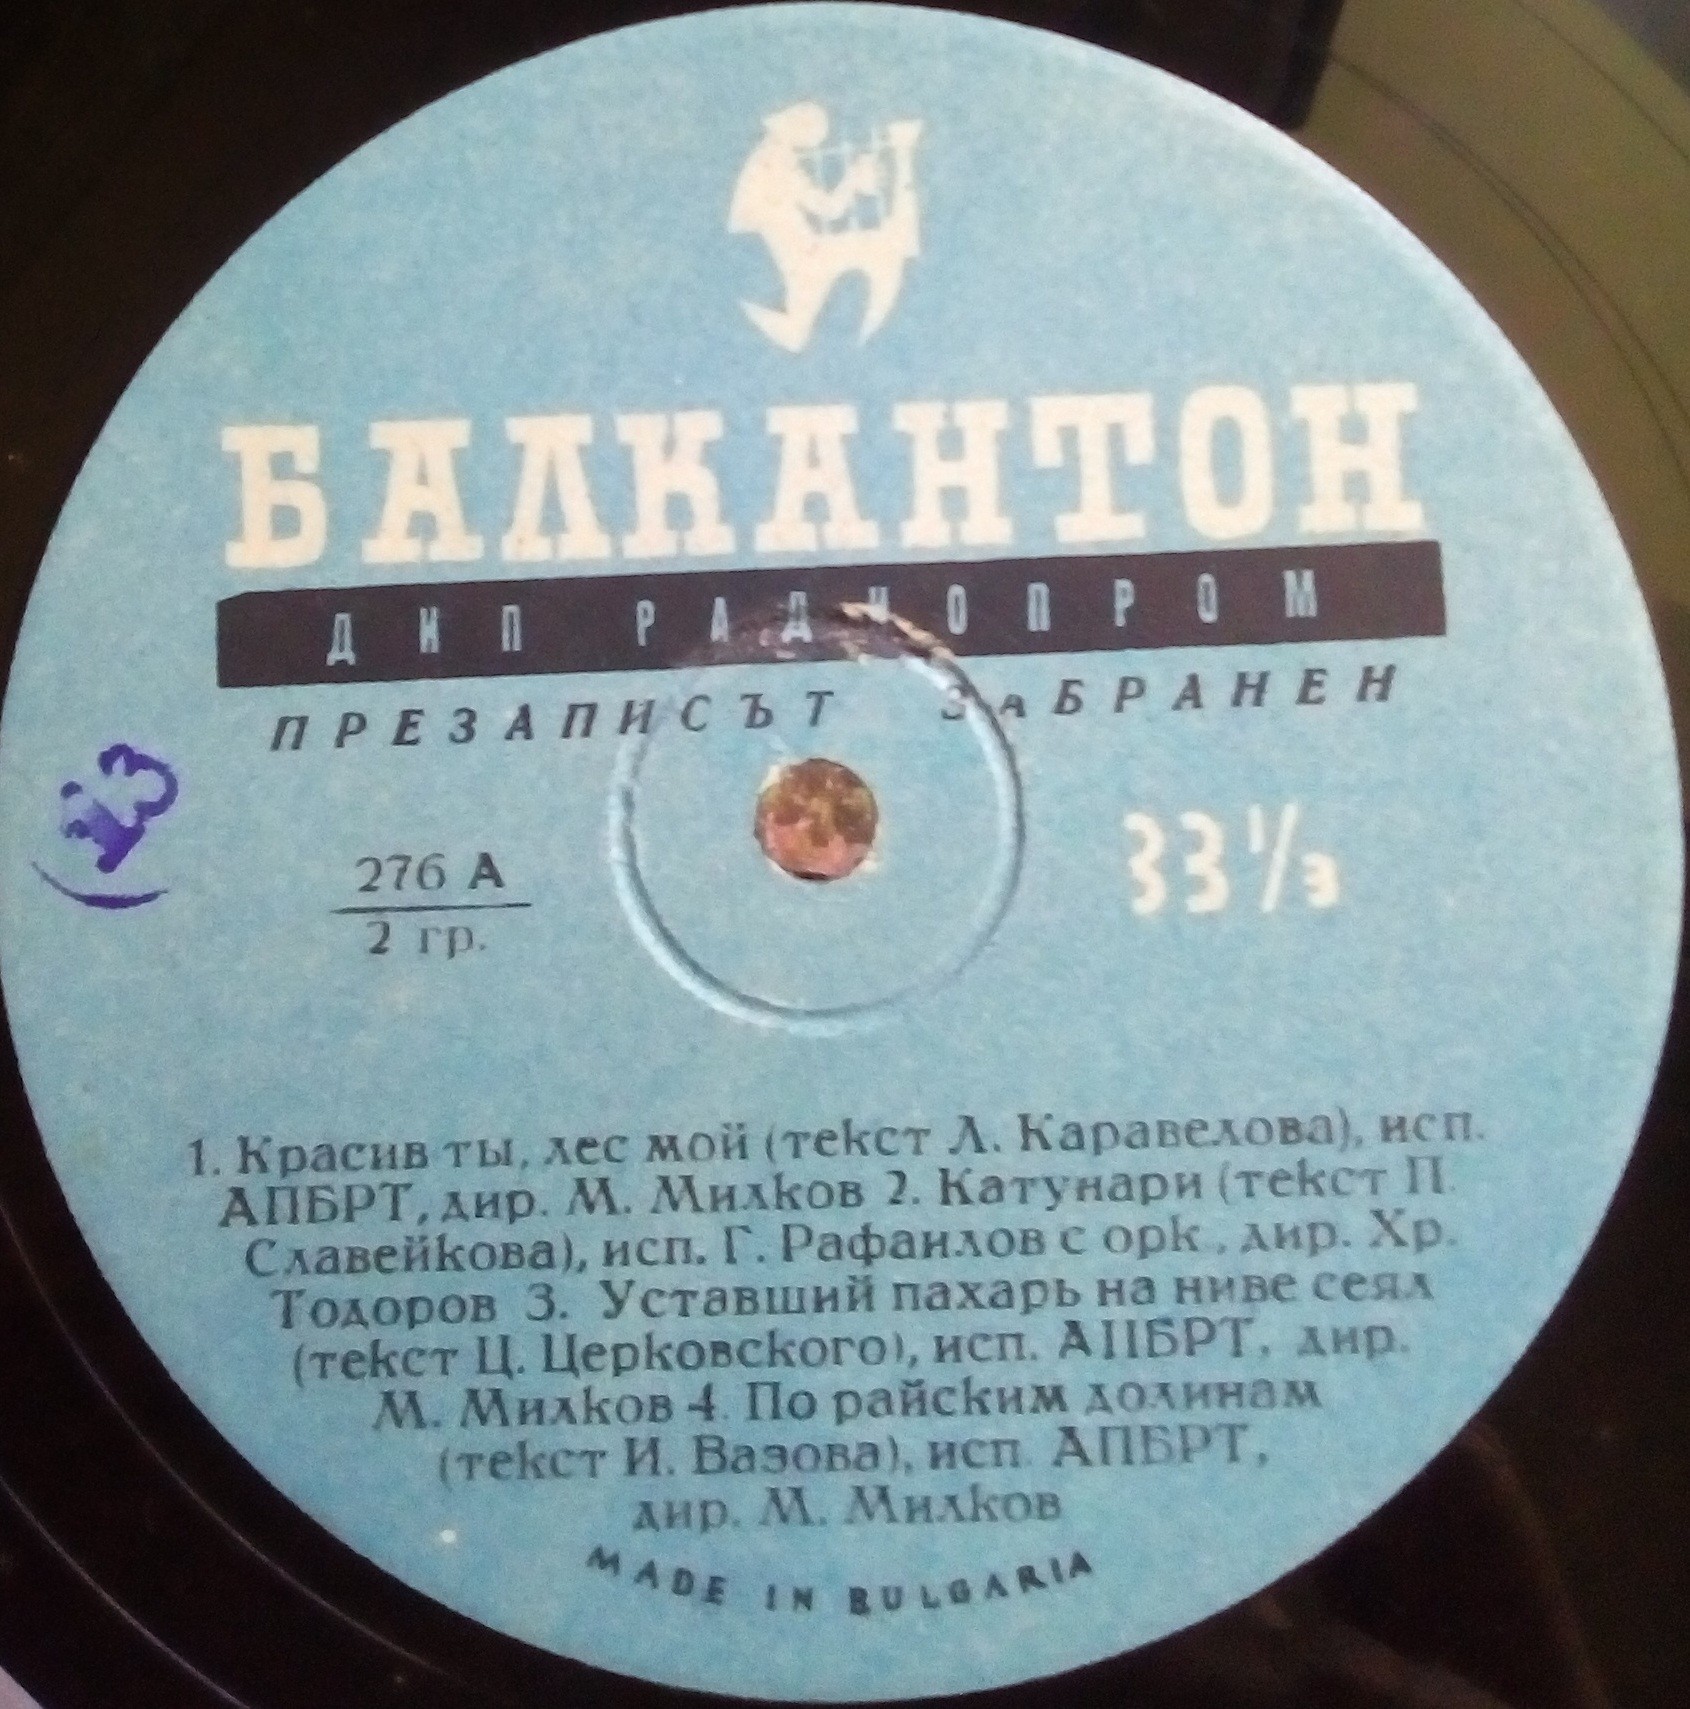 БАЛКАНТОН
ДИП РАДИОПРОМ
ПРЕЗАПИСЪТ ЗаБРАНЕН
276 А
2 гр.
33 1/3
1. Красив ты, лес мой (текст Л. Каравелова), исп.
АПБРТ, дир. М. Милков 2. Катунари (текст П.
Славейкова), исп. Г. Рафаилов с орк., дир. Хр.
Тодоров 3. Уставший пахарь на ниве сеял
(текст Ц. Церковского), исп. АПБРТ, дир.
М. Милков 4. По райским долинам
(текст И. Вазова), исп. АПБРТ,
дир. М. Милков
MADE IN BULGARIA